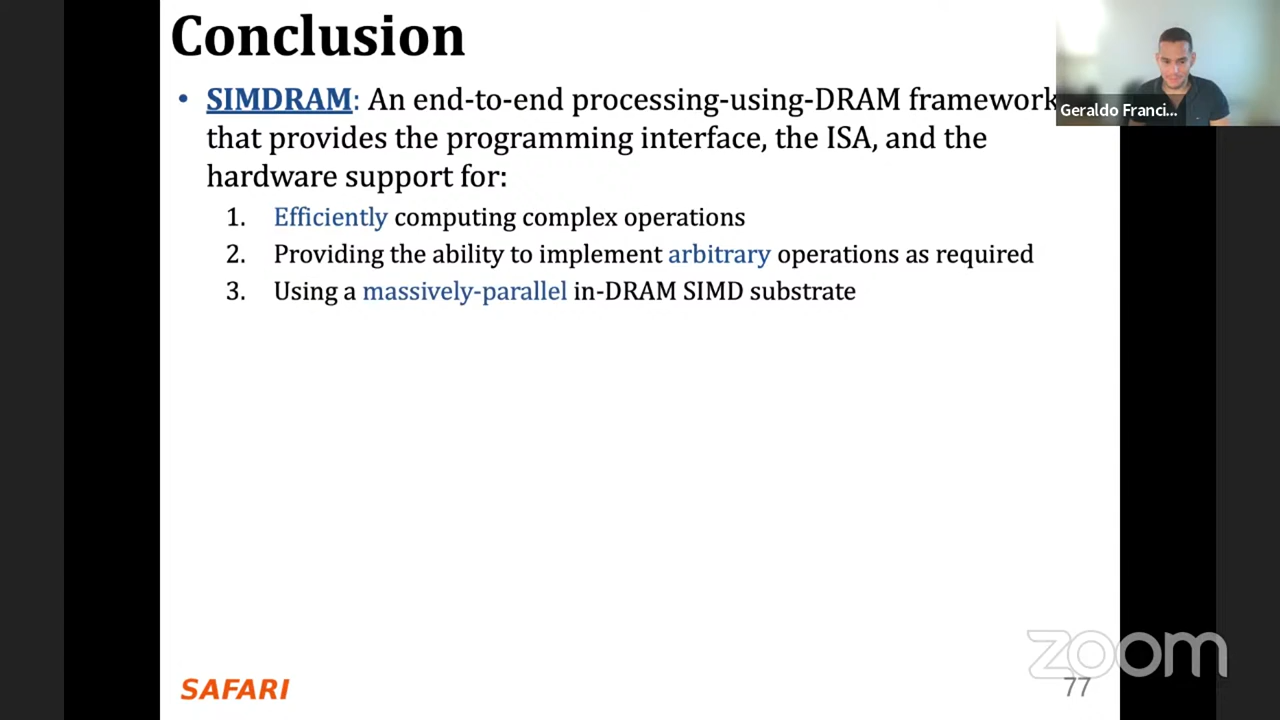 Conclusion
• SIMDRAM: An end-to-end processing-using-DRAM framework
that provides the programming interface, the ISA, and the
hardware support for:
1. Efficiently computing complex operations
2. Providing the ability to implement arbitrary operations as required
3. Using a massively-parallel in-DRAM SIMD substrate
Geraldo Franci...
SAFARI
zoom
77